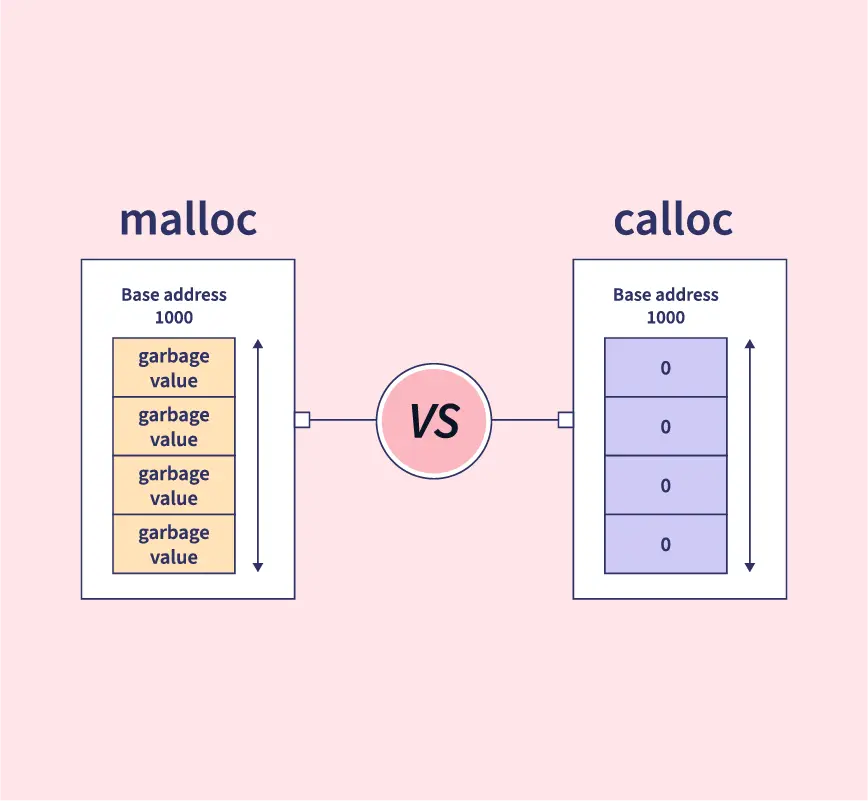 malloc
Base address
1000
garbage
value
garbage
value
garbage
value
garbage
value
VS
calloc
Base address
1000
0
0
0
0